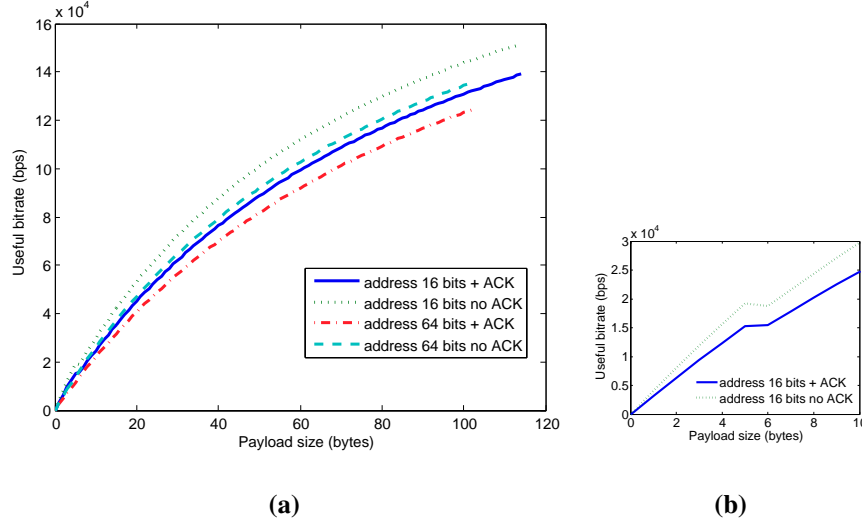 x 10^4
16
14
12
10
8
6
4
2
0
Useful bitrate (bps)
0 20 40 60 80 100 120
Payload size (bytes)
address 16 bits + ACK
address 16 bits no ACK
address 64 bits + ACK
address 64 bits no ACK
(a)
x 10^4
3
2.5
2
1.5
1
0.5
0
Useful bitrate (bps)
0 2 4 6 8 10
Payload size (bytes)
address 16 bits + ACK
address 16 bits no ACK
(b)